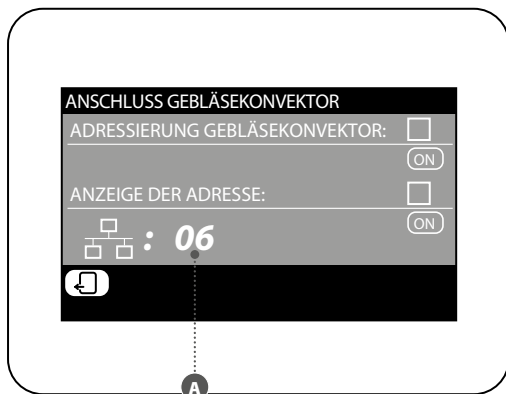 ANSCHLUSS GEBLÄSEKONVEKTOR
ADRESSIERUNG GEBLÄSEKONVEKTOR:
ON
ANZEIGE DER ADRESSE:
ON
: 06
A